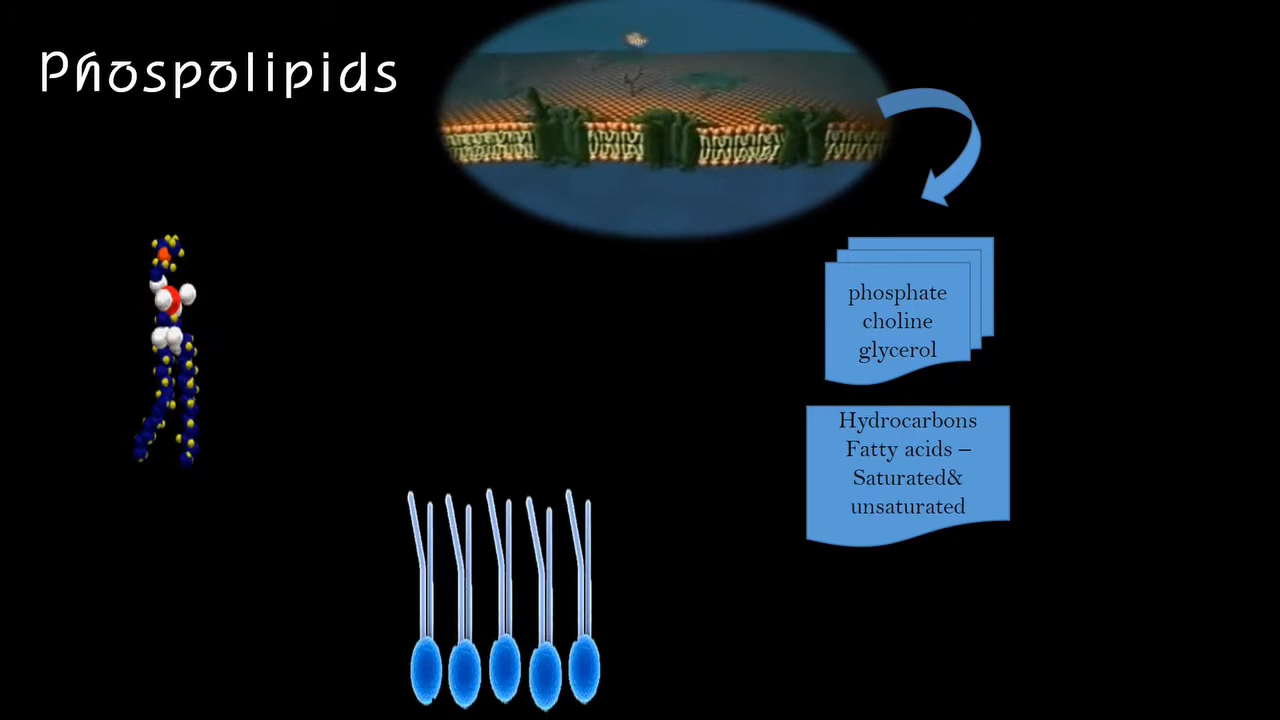 Phospolipids
phosphate
choline
glycerol
Hydrocarbons
Fatty acids –
Saturated&
unsaturated